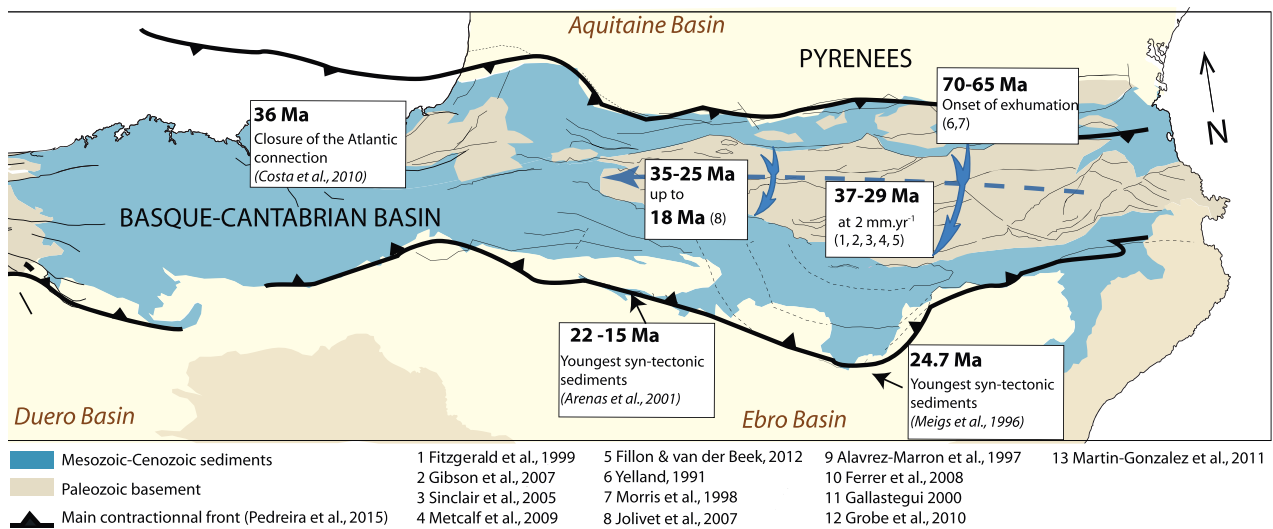 Aquitaine Basin
PYRENEES
70-65 Ma
Onset of exhumation
(6,7)
N
36 Ma
Closure of the Atlantic
connection
(Costa et al., 2010)
35-25 Ma
up to
18 Ma (8)
37-29 Ma
at 2 mm.yr⁻¹
(1, 2, 3, 4, 5)
BASQUE-CANTABRIAN BASIN
22 -15 Ma
Youngest syn-tectonic
sediments
(Arenas et al., 2001)
24.7 Ma
Youngest syn-tectonic
sediments
(Meigs et al., 1996)
Duero Basin
Ebro Basin
Mesozoic-Cenozoic sediments
Paleozoic basement
Main contractionnal front (Pedreira et al., 2015)
1 Fitzgerald et al., 1999
2 Gibson et al., 2007
3 Sinclair et al., 2005
4 Metcalf et al., 2009
5 Fillon & van der Beek, 2012
6 Yelland, 1991
7 Morris et al., 1998
8 Jolivet et al., 2007
9 Alavrez-Marron et al., 1997
10 Ferrer et al., 2008
11 Gallastegui 2000
12 Grobe et al., 2010
13 Martin-Gonzalez et al., 2011